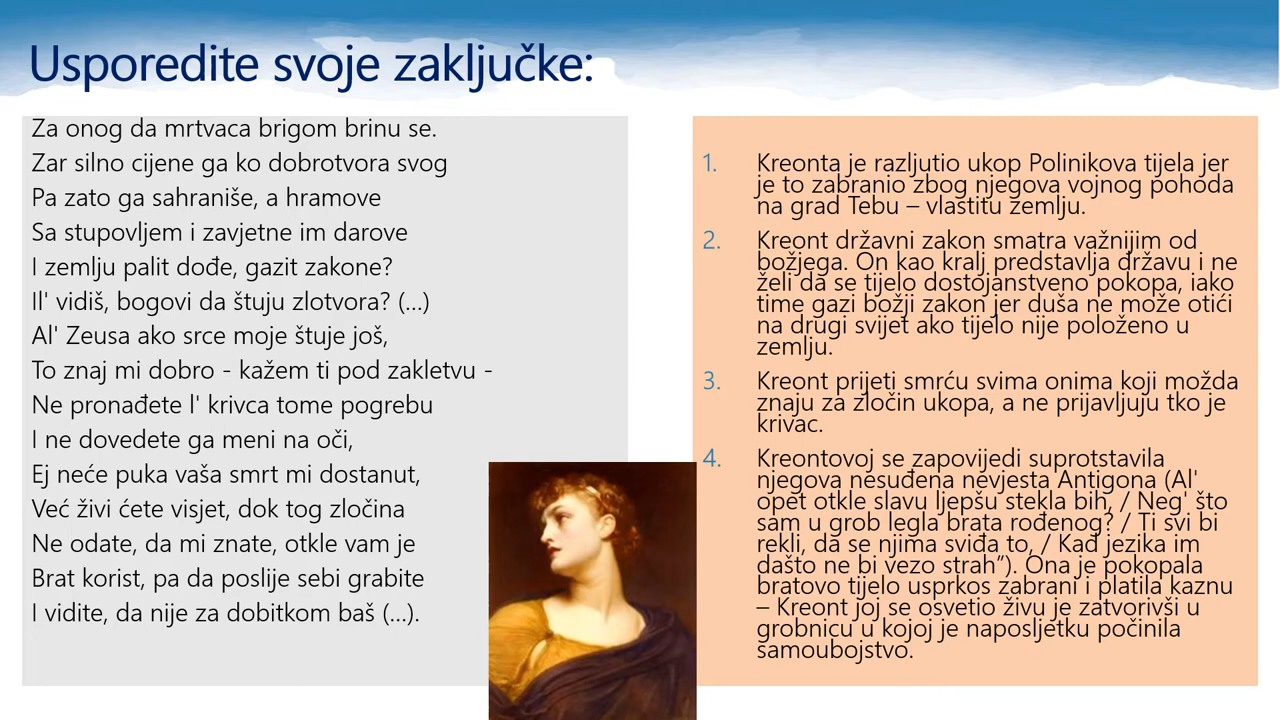 Usporedite svoje zaključke:
Za onog da mrtvaca brigom brinu se.
Zar silno cijene ga ko dobrotvora svog
Pa zato ga sahraniše, a hramove
Sa stupovljem i zavjetne im darove
I zemlju palit dođe, gazit zakone?
Il' vidiš, bogovi da štuju zlotvora? (...)
Al' Zeusa ako srce moje štuje još,
To znaj mi dobro - kažem ti pod zakletvu -
Ne pronađete l' krivca tome pogrebu
I ne dovedete ga meni na oči,
Ej neće puka vaša smrt mi dostanut,
Već živi ćete visjet, dok tog zločina
Ne odate, da mi znate, otkle vam je
Brat korist, pa da poslije sebi grabite
I vidite, da nije za dobitkom baš (...).
1. Kreonta je razljutio ukop Polinikova tijela jer
je to zabranio zbog njegova vojnog pohoda
na grad Tebu – vlastitu zemlju.
2. Kreont državni zakon smatra važnijim od
božjega. On kao kralj predstavlja državu i ne
želi da se tijelo dostojanstveno pokopa, iako
time gazi božji zakon jer duša ne može otići
na drugi svijet ako tijelo nije položeno u
zemlju.
3. Kreont prijeti smrću svima onima koji možda
znaju za zločin ukopa, a ne prijavljuju tko je
krivac.
4. Kreontovoj se zapovijedi suprotstavila
njegova nesuđena nevjesta Antigona (Al'
opet otkle slavu ljepšu stekla bih, / Neg' što
sam u grob legla brata rođenog? / Ti svi bi
rekli, da se njima sviđa to, / Kad jezika im
dašto ne bi vezo strah”). Ona je pokopala
bratovo tijelo usprkos zabrani i platila kaznu
– Kreont joj se osvetio živu je zatvorivši u
grobnicu u kojoj je naposljetku počinila
samoubojstvo.